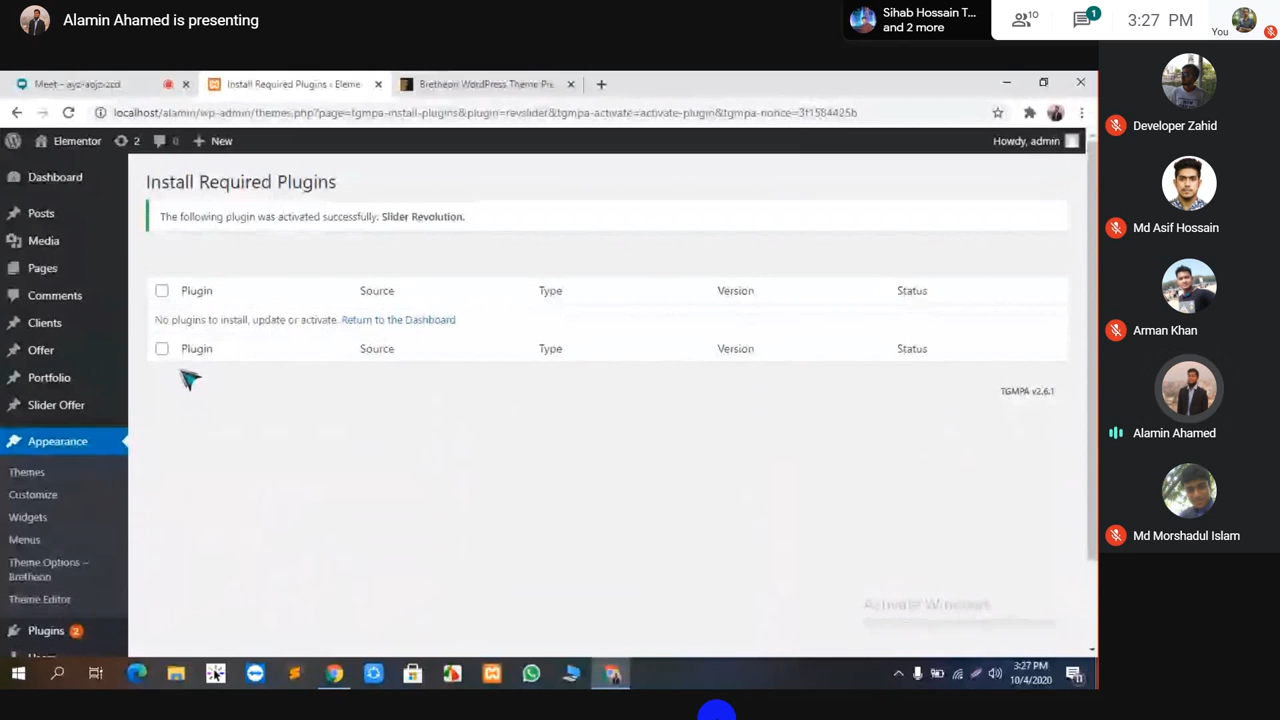 Alamin Ahamed is presenting
Sihab Hossain T...
and 2 more
10
1
3:27 PM
You
Install Required Plugins ‹ Eleme
Bretheon WordPress Theme Pre
localhost/alamin/wp-admin/themes.php?page=tgmpa-install-plugins&plugin=revslider&tgmpa-activate=activate-plugin&tgmpa-nonce=3f1584425b
Elementor
2
0
New
Howdy, admin
Dashboard
Posts
Media
Pages
Comments
Clients
Offer
Portfolio
Slider Offer
Appearance
Themes
Customize
Widgets
Menus
Theme Options –
Bretheon
Theme Editor
Plugins 2
Install Required Plugins
The following plugin was activated successfully: Slider Revolution.
Plugin Source Type Version Status
No plugins to install, update or activate. Return to the Dashboard
Plugin Source Type Version Status
TGMPA v2.6.1
Activate Windows
3:27 PM
10/4/2020
Developer Zahid
Md Asif Hossain
Arman Khan
Alamin Ahamed
Md Morshadul Islam